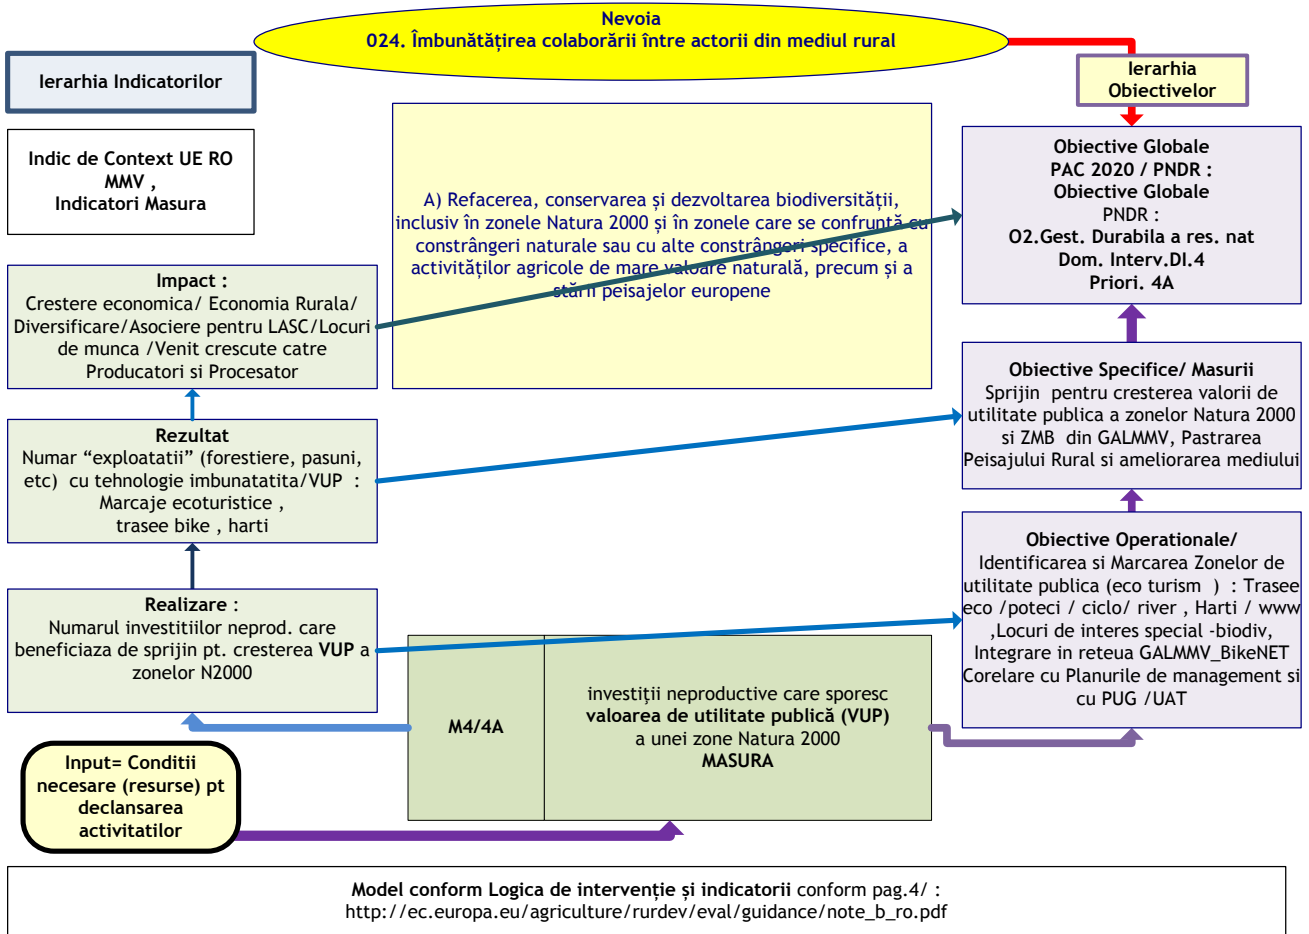 Nevoia
024. Îmbunătățirea colaborării între actorii din mediul rural
Ierarhia Indicatorilor
Ierarhia
Obiectivelor
Indic de Context UE RO
MMV ,
Indicatori Masura
A) Refacerea, conservarea și dezvoltarea biodiversității,
inclusiv în zonele Natura 2000 și în zonele care se confruntă cu
constrângeri naturale sau cu alte constrângeri specifice, a
activităților agricole de mare valoare naturală, precum și a
stării peisajelor europene
Obiective Globale
PAC 2020 / PNDR :
Obiective Globale
PNDR :
O2.Gest. Durabila a res. nat
Dom. Interv.DI.4
Priori. 4A
Impact :
Crestere economica/ Economia Rurala/
Diversificare/Asociere pentru LASC/Locuri
de munca /Venit crescute catre
Producatori si Procesator
Obiective Specifice/ Masurii
Sprijin pentru cresterea valorii de
utilitate publica a zonelor Natura 2000
si ZMB din GALMMV, Pastrarea
Peisajului Rural si ameliorarea mediului
Rezultat
Numar “exploatatii” (forestiere, pasuni,
etc) cu tehnologie imbunatatita/VUP :
Marcaje ecoturistice ,
trasee bike , harti
Obiective Operationale/
Identificarea si Marcarea Zonelor de
utilitate publica (eco turism ) : Trasee
eco /poteci / ciclo/ river , Harti / www
,Locuri de interes special -biodiv,
Integrare in reteua GALMMV_BikeNET
Corelare cu Planurile de management si
cu PUG /UAT
Realizare :
Numarul investitiilor neprod. care
beneficiaza de sprijin pt. cresterea VUP a
zonelor N2000
M4/4A
investiții neproductive care sporesc
valoarea de utilitate publică (VUP)
a unei zone Natura 2000
MASURA
Input= Conditii
necesare (resurse) pt
declansarea
activitatilor
Model conform Logica de intervenție și indicatorii conform pag.4/ :
http://ec.europa.eu/agriculture/rurdev/eval/guidance/note_b_ro.pdf